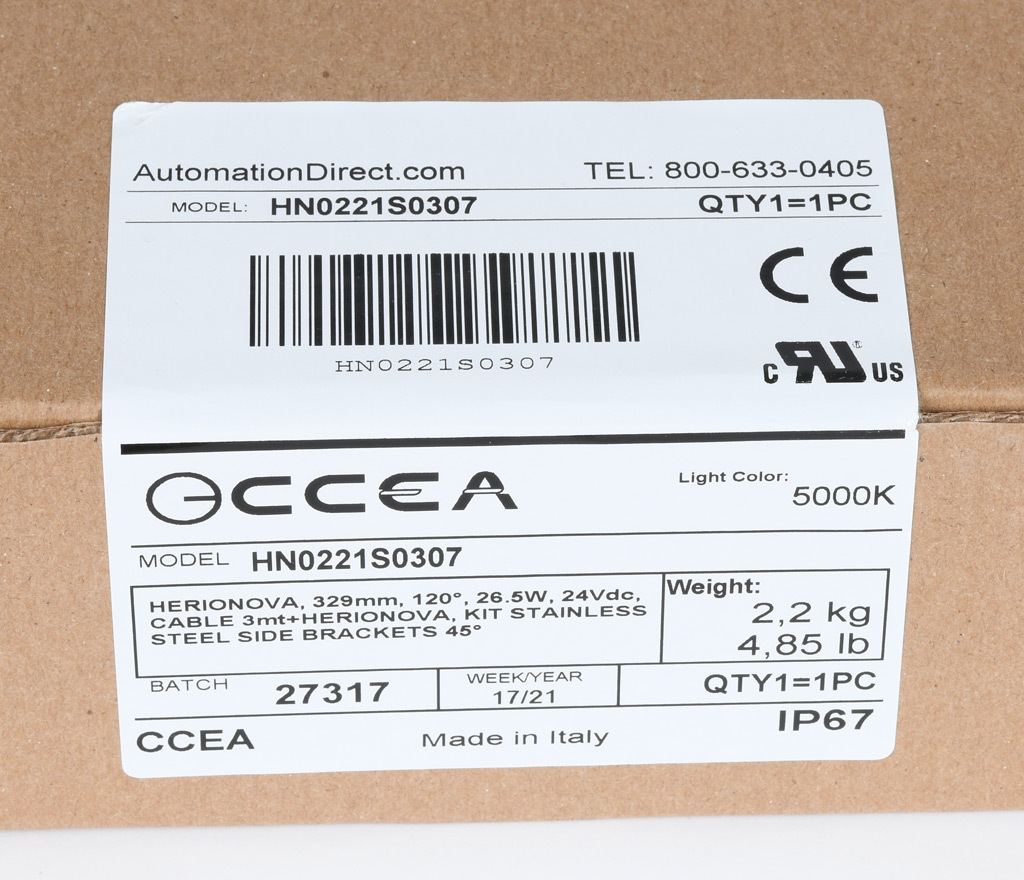 AutomationDirect.com TEL: 800-633-0405
MODEL: HN0221S0307 QTY1=1PC
CE
HN0221S0307
C RU ® US
CCEA Light Color: 5000K
MODEL HN0221S0307
HERIONOVA, 329mm, 120°, 26.5W, 24Vdc,
CABLE 3mt+HERIONOVA, KIT STAINLESS
STEEL SIDE BRACKETS 45°
Weight:
2,2 kg
4,85 lb
BATCH 27317
WEEK/YEAR
17/21
QTY1=1PC
IP67
CCEA Made in Italy